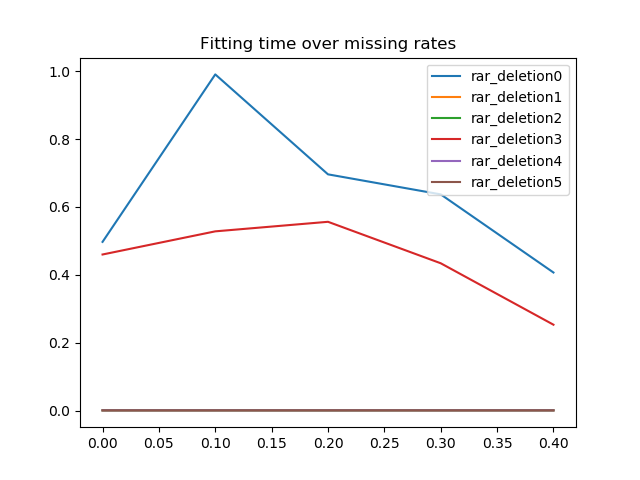 Fitting time over missing rates
1.0
0.8
0.6
0.4
0.2
0.0
rar_deletion0
rar_deletion1
rar_deletion2
rar_deletion3
rar_deletion4
rar_deletion5
0.00 0.05 0.10 0.15 0.20 0.25 0.30 0.35 0.40